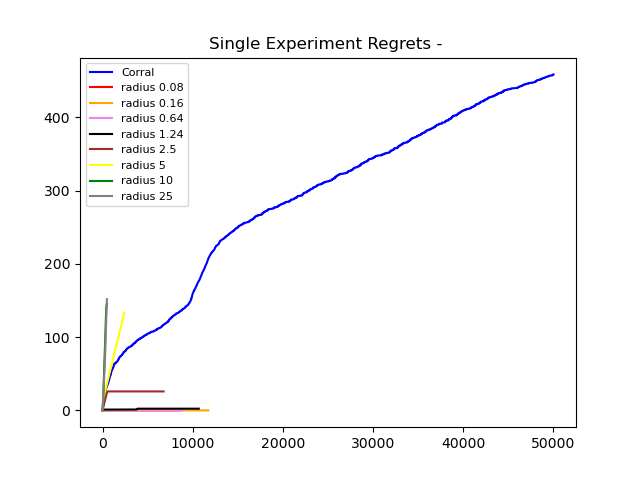 Single Experiment Regrets -
Corral
radius 0.08
radius 0.16
radius 0.64
radius 1.24
radius 2.5
radius 5
radius 10
radius 25
400
300
200
100
0
0 10000 20000 30000 40000 50000